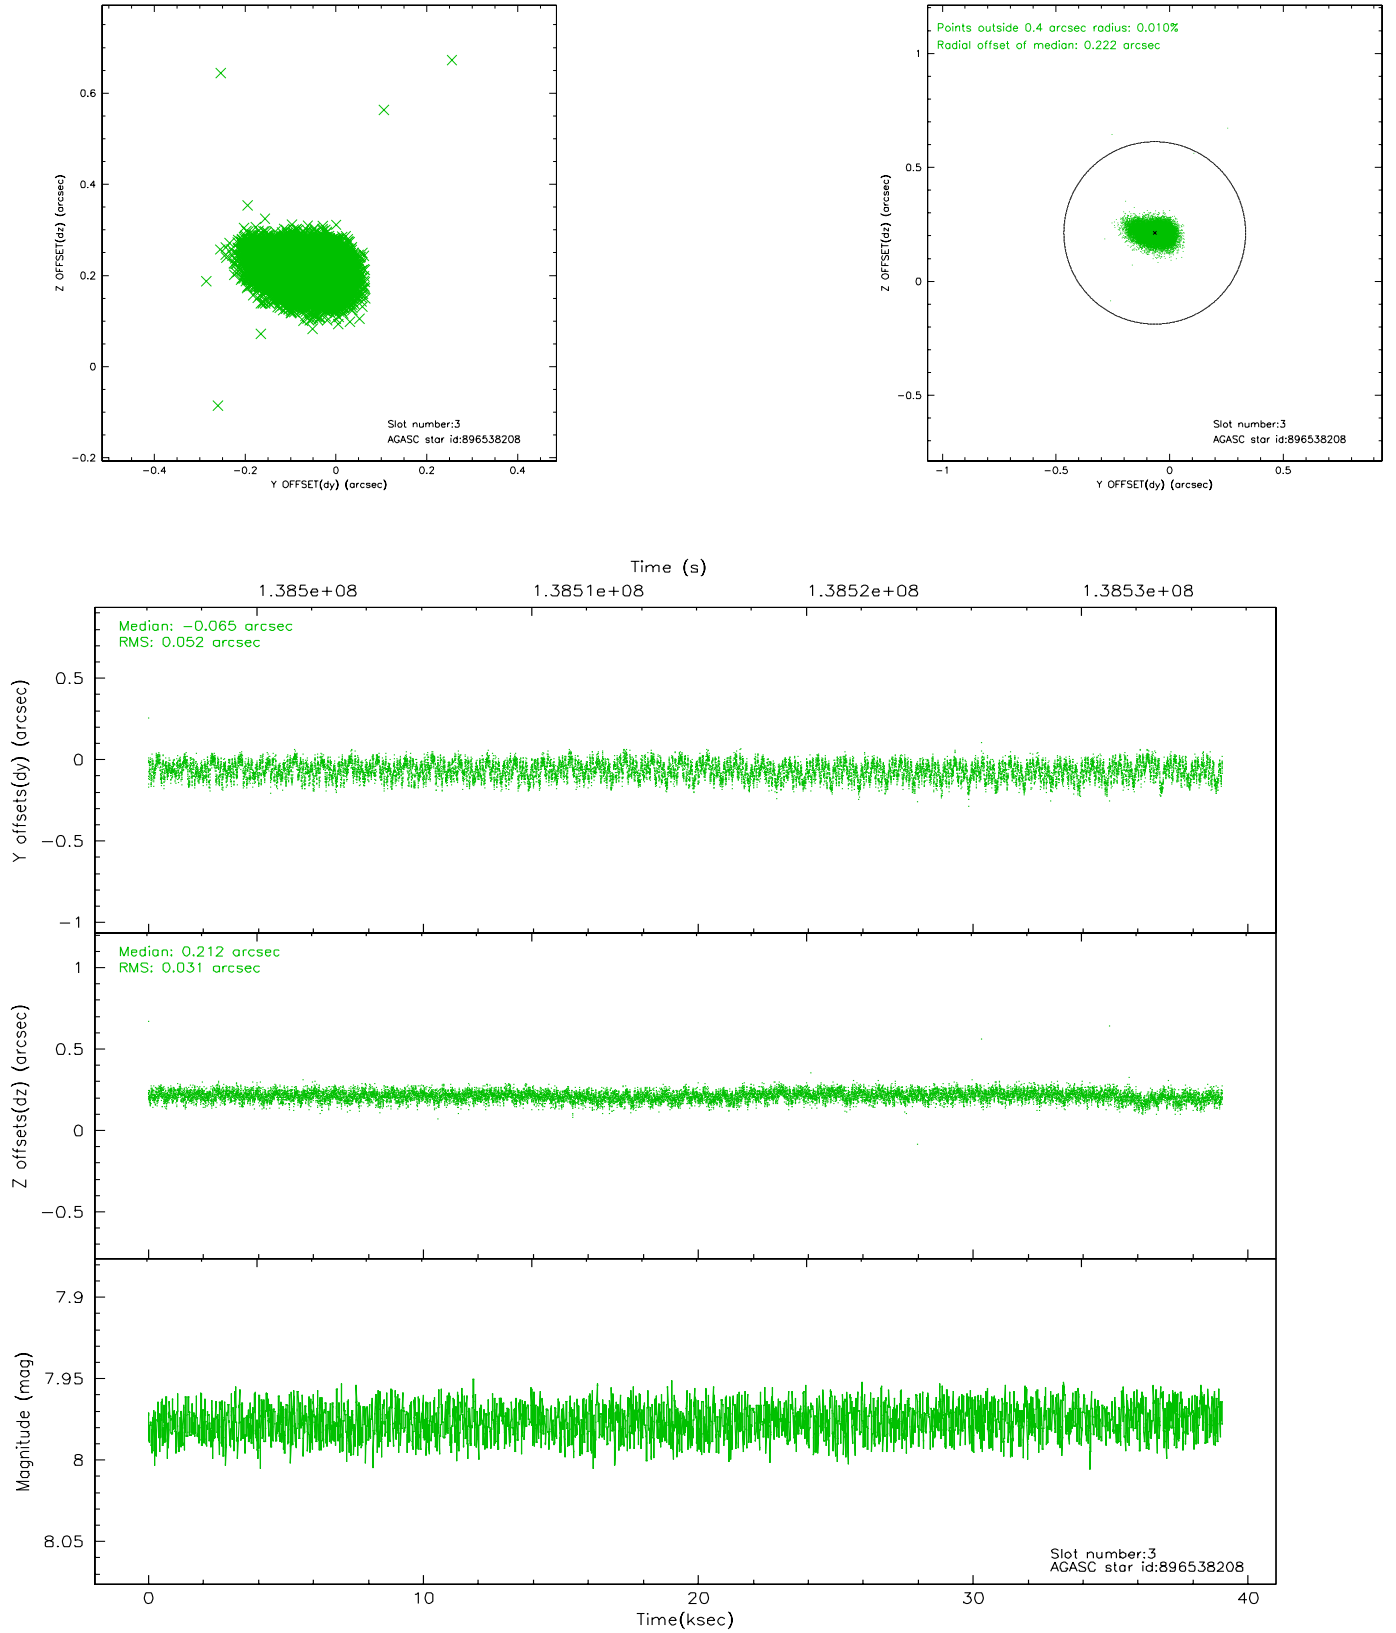 0.6
0.4
0.2
0
-0.2
-0.4
-0.2
0
0.2
0.4
Z OFFSET(dz) (arcsec)
Y OFFSET(dy) (arcsec)
Slot number:3
AGASC star id:896538208
Points outside 0.4 arcsec radius: 0.010%
Radial offset of median: 0.222 arcsec
1
0.5
0
-0.5
-1
-0.5
0
0.5
Z OFFSET(dz) (arcsec)
Y OFFSET(dy) (arcsec)
Slot number:3
AGASC star id:896538208
Time (s)
1.385e+08
1.3851e+08
1.3852e+08
1.3853e+08
Median: -0.065 arcsec
RMS: 0.052 arcsec
0.5
0
-0.5
-1
Y offsets(dy) (arcsec)
Median: 0.212 arcsec
RMS: 0.031 arcsec
1
0.5
0
-0.5
Z offsets(dz) (arcsec)
7.9
7.95
8
8.05
Magnitude (mag)
Slot number:3
AGASC star id:896538208
0
10
20
30
40
Time(ksec)